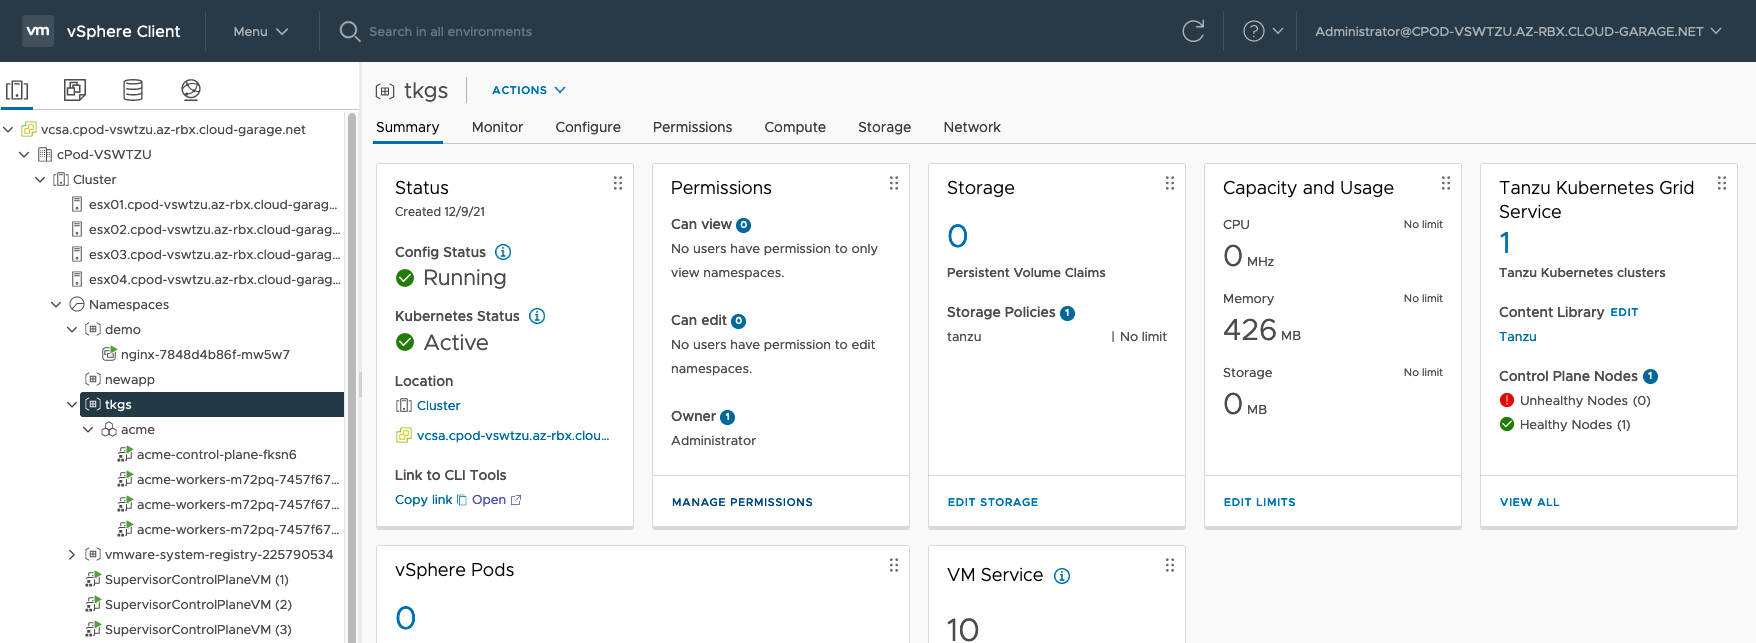 vm vSphere Client Menu Search in all environments ? Administrator@CPOD-VSWTZU.AZ-RBX.CLOUD-GARAGE.NET
vcsa.cpod-vswtzu.az-rbx.cloud-garage.net
cPod-VSWTZU
Cluster
esx01.cpod-vswtzu.az-rbx.cloud-garag...
esx02.cpod-vswtzu.az-rbx.cloud-garag...
esx03.cpod-vswtzu.az-rbx.cloud-garag...
esx04.cpod-vswtzu.az-rbx.cloud-garag...
Namespaces
demo
nginx-7848d4b86f-mw5w7
newapp
tkgs
acme
acme-control-plane-fksn6
acme-workers-m72pq-7457f67...
acme-workers-m72pq-7457f67...
acme-workers-m72pq-7457f67...
vmware-system-registry-225790534
SupervisorControlPlaneVM (1)
SupervisorControlPlaneVM (2)
SupervisorControlPlaneVM (3)
tkgs
ACTIONS
Summary Monitor Configure Permissions Compute Storage Network
Status
Created 12/9/21
Config Status
Running
Kubernetes Status
Active
Location
Cluster
vcsa.cpod-vswtzu.az-rbx.clou...
Link to CLI Tools
Copy link Open
Permissions
Can view 0
No users have permission to only
view namespaces.
Can edit 0
No users have permission to edit
namespaces.
Owner 1
Administrator
MANAGE PERMISSIONS
Storage
0
Persistent Volume Claims
Storage Policies 1
tanzu | No limit
EDIT STORAGE
Capacity and Usage
CPU No limit
0 MHz
Memory No limit
426 MB
Storage No limit
0 MB
EDIT LIMITS
Tanzu Kubernetes Grid
Service
1
Tanzu Kubernetes clusters
Content Library EDIT
Tanzu
Control Plane Nodes 1
Unhealthy Nodes (0)
Healthy Nodes (1)
VIEW ALL
vSphere Pods
0
VM Service
10